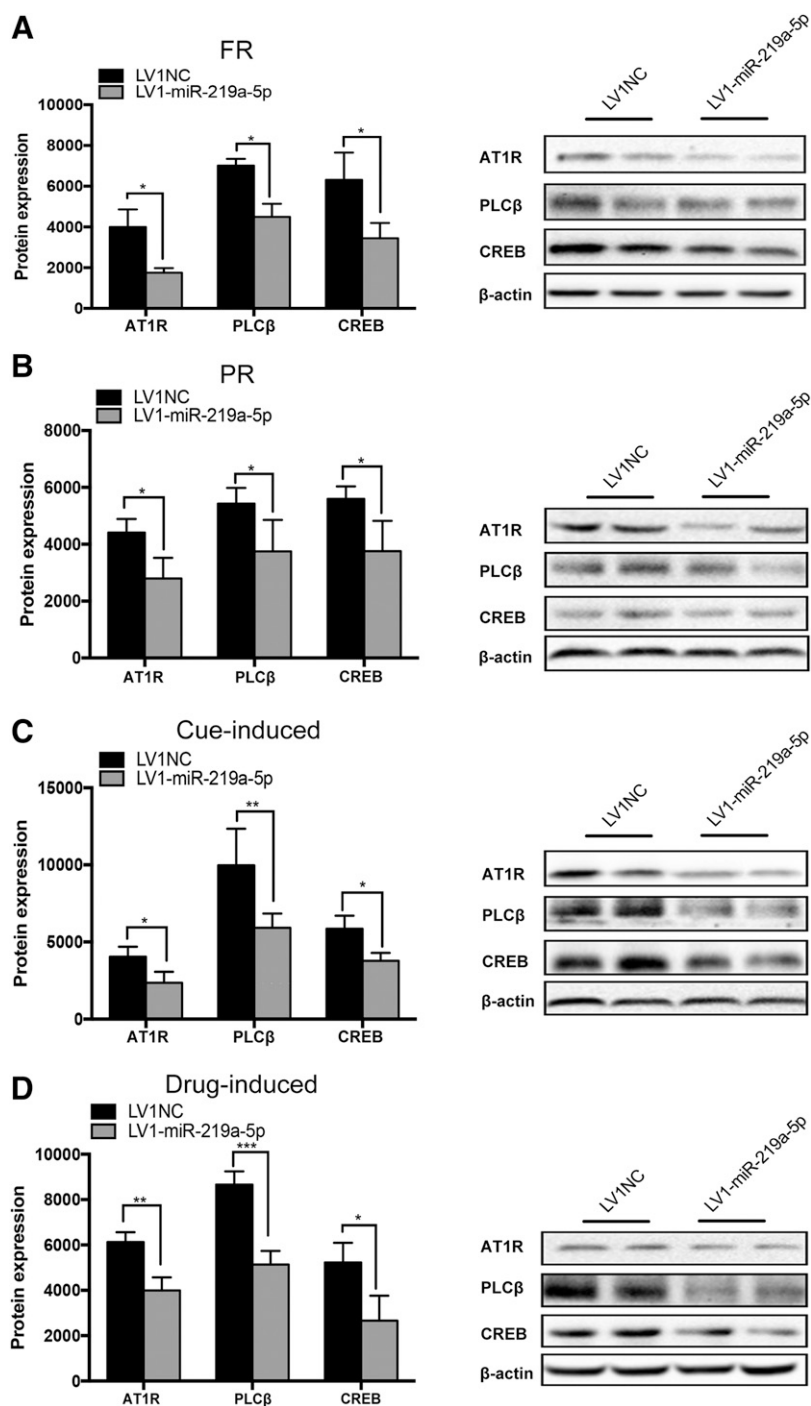 A
FR
LV1NC
LV1-miR-219a-5p
Protein expression
10000
8000
6000
4000
2000
0
*
*
*
AT1R PLCβ CREB
LV1NC LV1-miR-219a-5p
AT1R
PLCβ
CREB
β-actin
B
PR
LV1NC
LV1-miR-219a-5p
Protein expression
8000
6000
4000
2000
0
*
*
*
AT1R PLCβ CREB
LV1NC LV1-miR-219a-5p
AT1R
PLCβ
CREB
β-actin
C
Cue-induced
LV1NC
LV1-miR-219a-5p
Protein expression
15000
10000
5000
0
*
**
*
AT1R PLCβ CREB
LV1NC LV1-miR-219a-5p
AT1R
PLCβ
CREB
β-actin
D
Drug-induced
LV1NC
LV1-miR-219a-5p
Protein expression
10000
8000
6000
4000
2000
0
**
***
*
AT1R PLCβ CREB
LV1NC LV1-miR-219a-5p
AT1R
PLCβ
CREB
β-actin